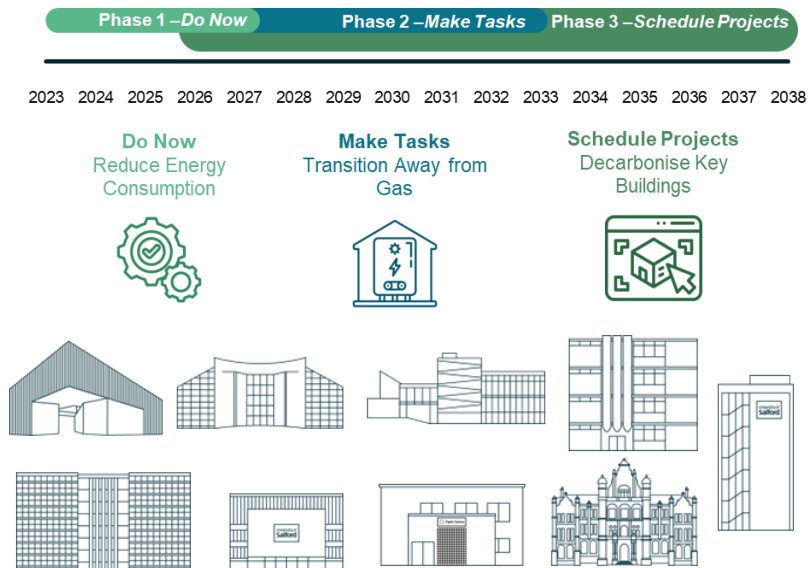 Phase 1 –Do Now
Phase 2 –Make Tasks
Phase 3 –Schedule Projects
2023 2024 2025 2026 2027 2028 2029 2030 2031 2032 2033 2034 2035 2036 2037 2038
Do Now
Reduce Energy
Consumption
Make Tasks
Transition Away from
Gas
Schedule Projects
Decarbonise Key
Buildings
Salford
Salford
Faith Centre